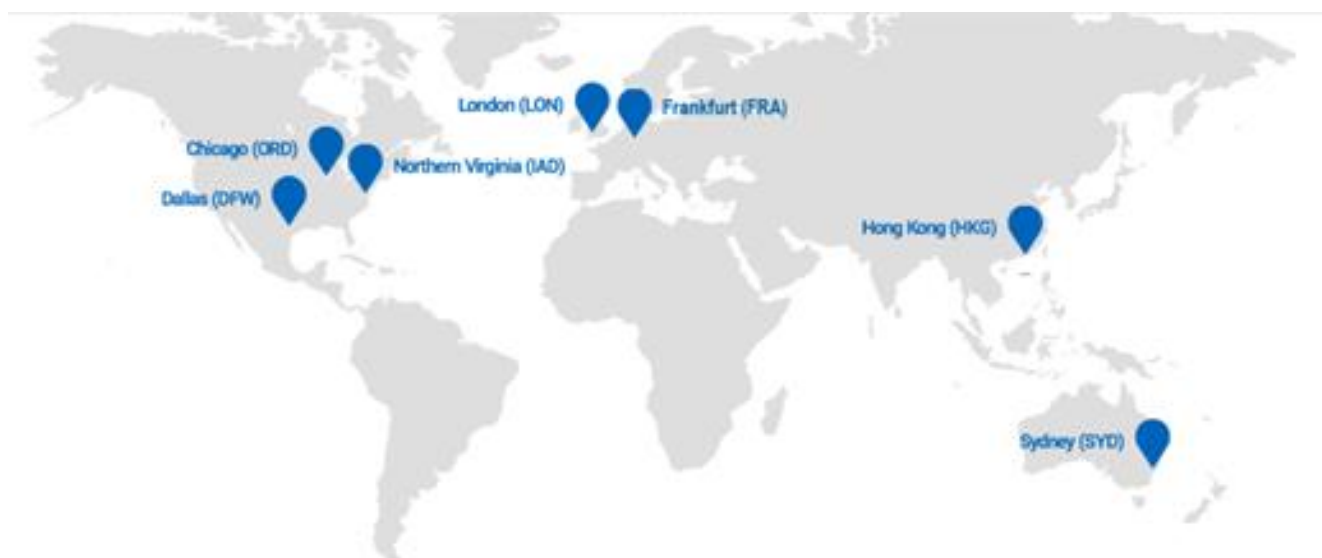 London (LON)
Frankfurt (FRA)
Chicago (ORD)
Northern Virginia (IAD)
Dallas (DFW)
Hong Kong (HKG)
Sydney (SYD)